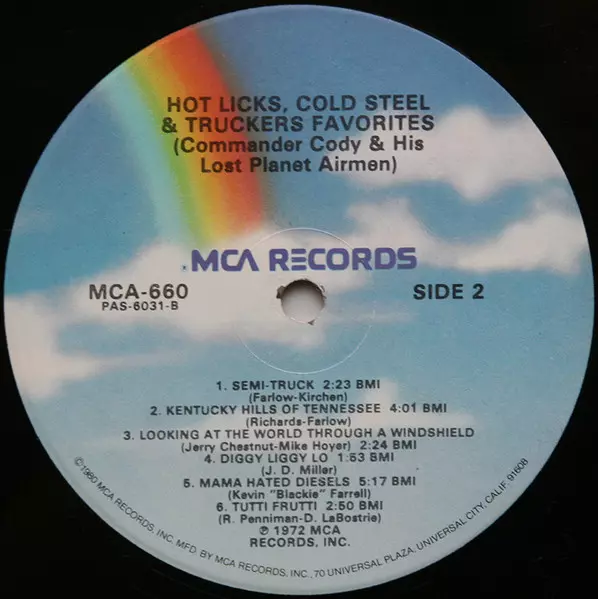 HOT LICKS, COLD STEEL
& TRUCKERS FAVORITES
(Commander Cody & His
Lost Planet Airmen)
MCA RECORDS
MCA-660
PAS-6031-B
SIDE 2
1. SEMI-TRUCK 2:23 BMI
(Farlow-Kirchen)
2. KENTUCKY HILLS OF TENNESSEE 4:01 BMI
(Richards-Farlow)
3. LOOKING AT THE WORLD THROUGH A WINDSHIELD
(Jerry Chestnut-Mike Hoyer) 2:24 BMI
4. DIGGY LIGGY LO 1:53 BMI
(J. D. Miller)
5. MAMA HATED DIESELS 5:17 BMI
(Kevin "Blackie" Farrell)
6. TUTTI FRUTTI 2:50 BMI
(R. Penniman-D. LaBostrie)
℗ 1972 MCA
RECORDS, INC.
©1980 MCA RECORDS, INC. MFD. BY MCA RECORDS, INC., 70 UNIVERSAL PLAZA, UNIVERSAL CITY, CALIF. 91608